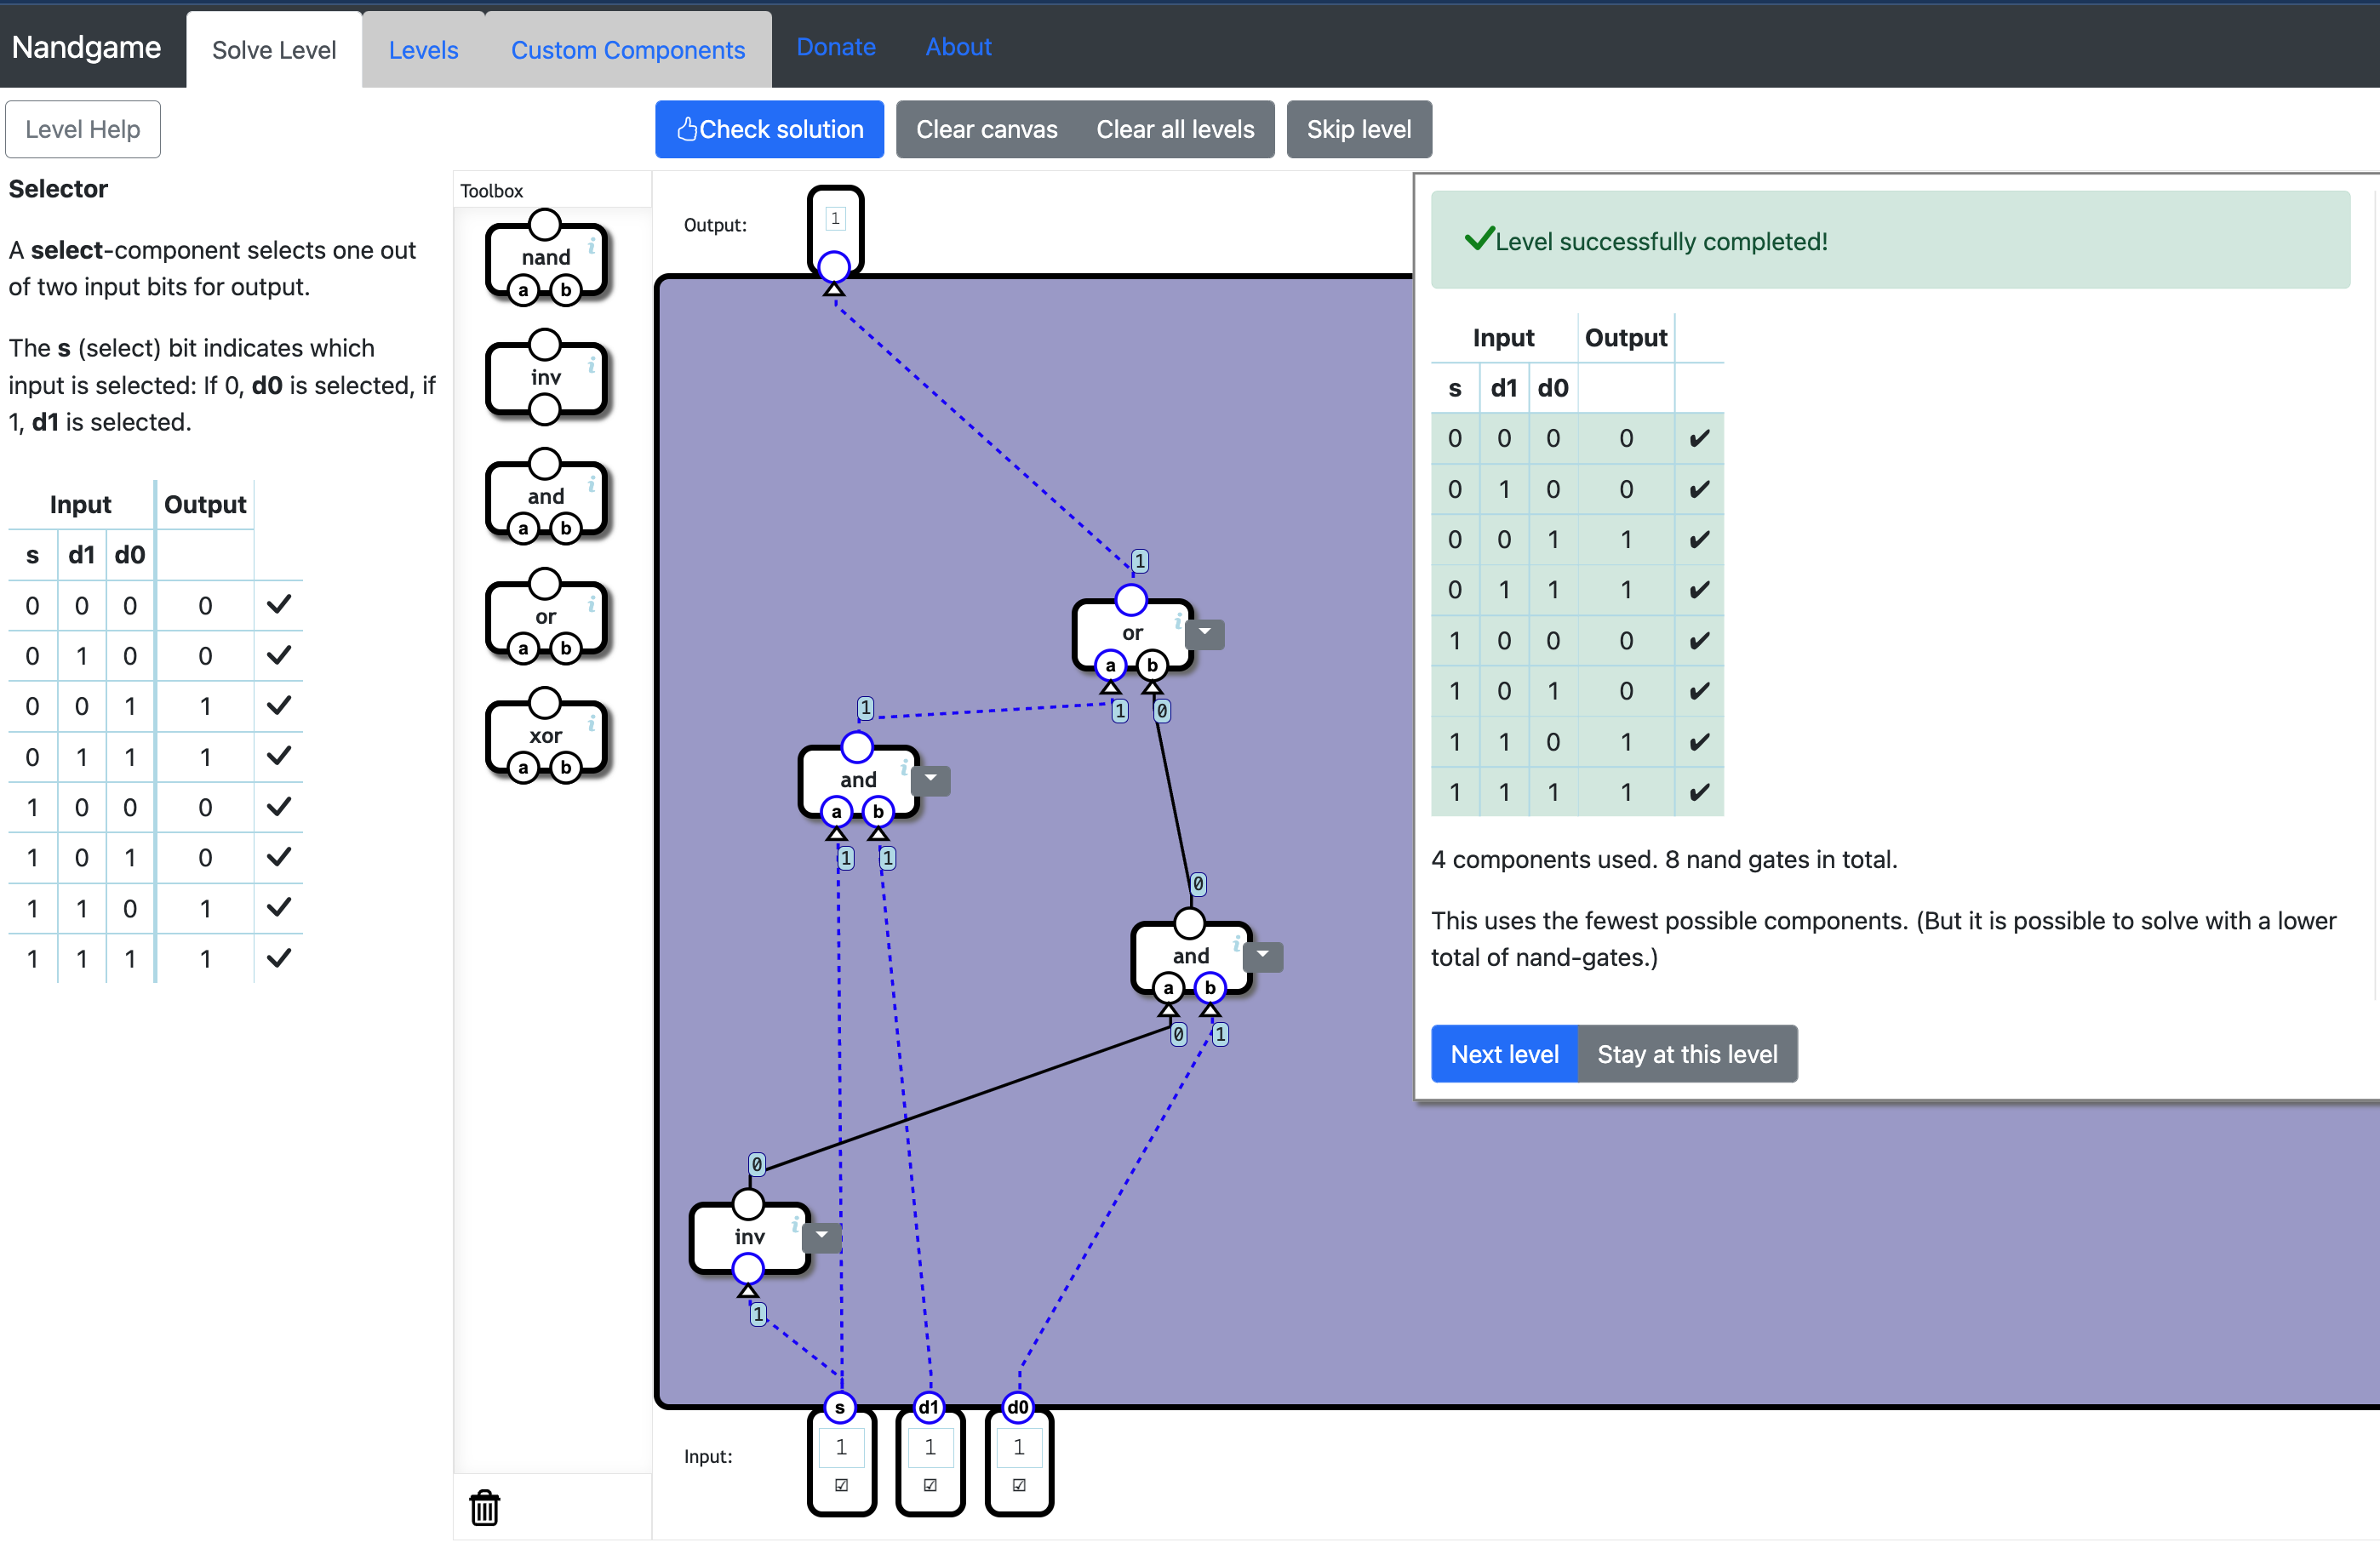 Nandgame
Solve Level
Levels
Custom Components
Donate
About
Level Help
Check solution
Clear canvas
Clear all levels
Skip level
Selector
A select-component selects one out
of two input bits for output.
The s (select) bit indicates which
input is selected: If 0, d0 is selected, if
1, d1 is selected.
Input Output
s d1 d0
0 0 0 0 ✓
0 1 0 0 ✓
0 0 1 1 ✓
0 1 1 1 ✓
1 0 0 0 ✓
1 0 1 0 ✓
1 1 0 1 ✓
1 1 1 1 ✓
Toolbox
nand i
a b
inv i
and i
a b
or i
a b
xor i
a b
Output:
1
1
or i
a b
1 0
1
and i
a b
1 1
0
and i
a b
0 1
0
inv i
1
s d1 d0
Input:
1 1 1
☑ ☑ ☑
✓Level successfully completed!
Input Output
s d1 d0
0 0 0 0 ✔
0 1 0 0 ✔
0 0 1 1 ✔
0 1 1 1 ✔
1 0 0 0 ✔
1 0 1 0 ✔
1 1 0 1 ✔
1 1 1 1 ✔
4 components used. 8 nand gates in total.
This uses the fewest possible components. (But it is possible to solve with a lower
total of nand-gates.)
Next level
Stay at this level